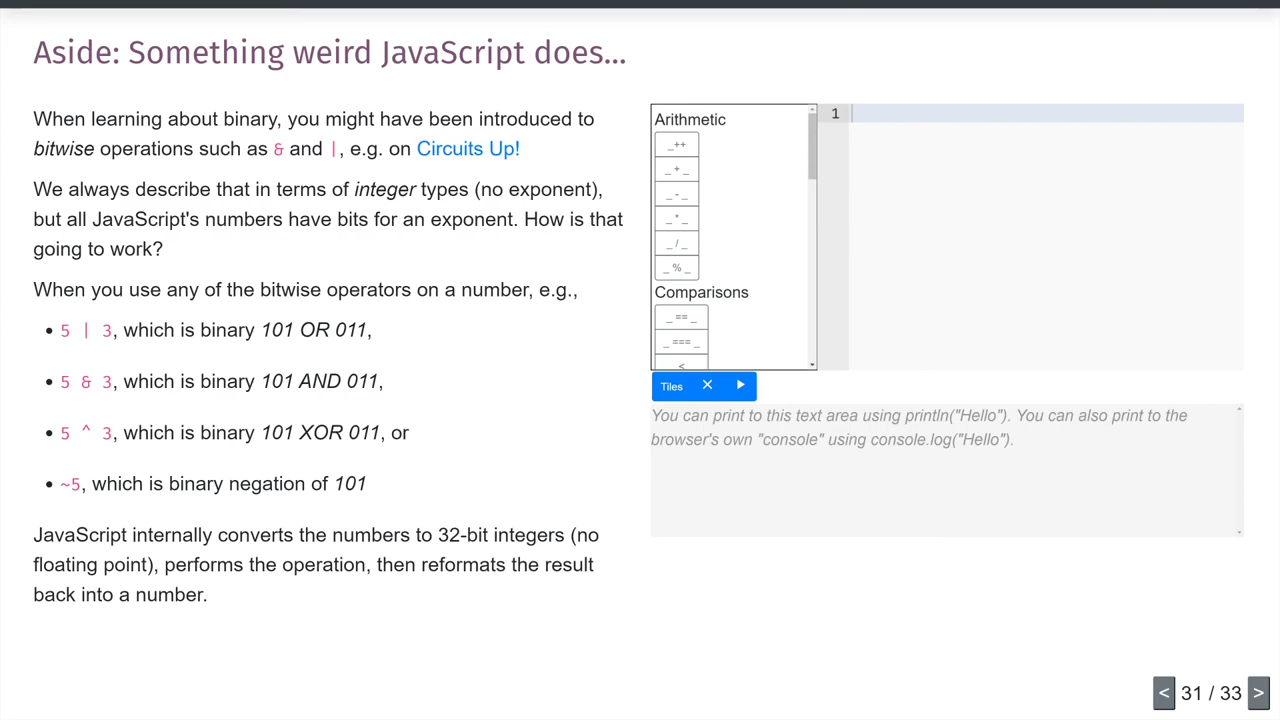 Aside: Something weird JavaScript does...
When learning about binary, you might have been introduced to
bitwise operations such as & and |, e.g. on Circuits Up!
We always describe that in terms of integer types (no exponent),
but all JavaScript's numbers have bits for an exponent. How is that
going to work?
When you use any of the bitwise operators on a number, e.g.,
• 5 | 3, which is binary 101 OR 011,
• 5 & 3, which is binary 101 AND 011,
• 5 ^ 3, which is binary 101 XOR 011, or
• ~5, which is binary negation of 101
JavaScript internally converts the numbers to 32-bit integers (no
floating point), performs the operation, then reformats the result
back into a number.
Arithmetic
_++
_ + _
_ - _
_ * _
_ / _
_ % _
Comparisons
_ == _
_ === _
<
1
Tiles
You can print to this text area using println("Hello"). You can also print to the
browser's own "console" using console.log("Hello").
< 31 / 33 >